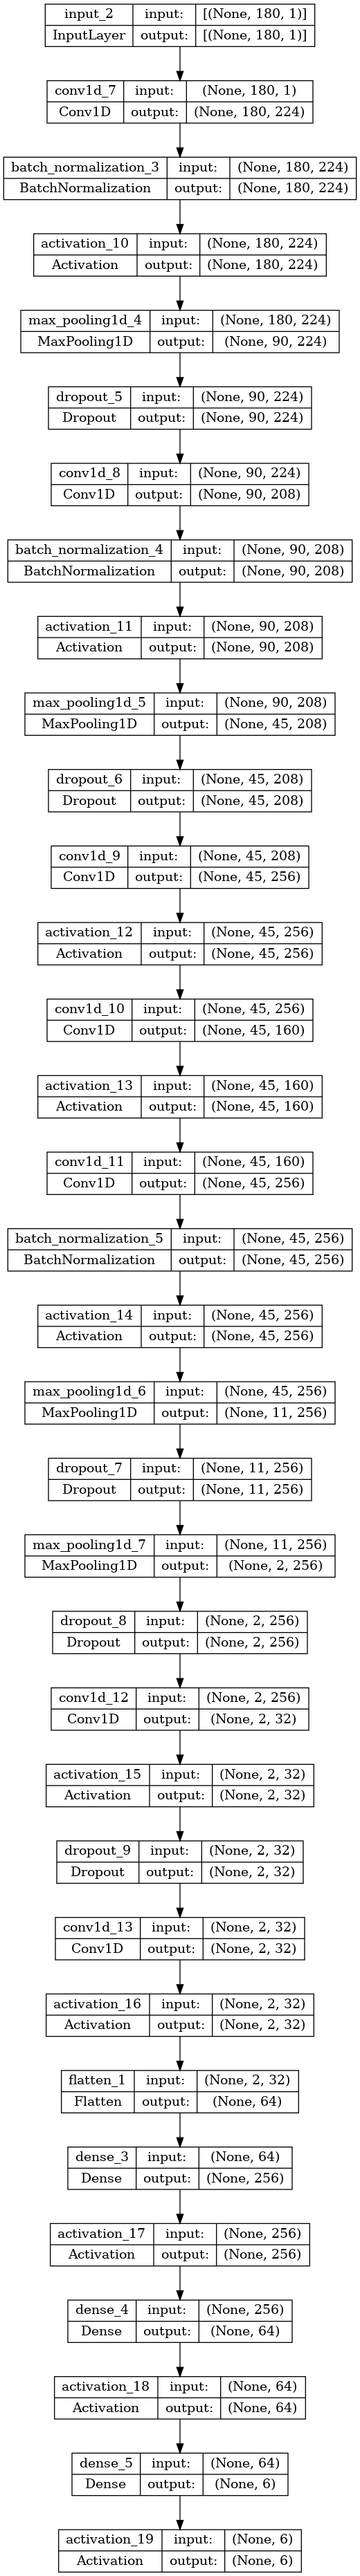 input_2 input: [(None, 180, 1)]
InputLayer output: [(None, 180, 1)]
conv1d_7 input: (None, 180, 1)
Conv1D output: (None, 180, 224)
batch_normalization_3 input: (None, 180, 224)
BatchNormalization output: (None, 180, 224)
activation_10 input: (None, 180, 224)
Activation output: (None, 180, 224)
max_pooling1d_4 input: (None, 180, 224)
MaxPooling1D output: (None, 90, 224)
dropout_5 input: (None, 90, 224)
Dropout output: (None, 90, 224)
conv1d_8 input: (None, 90, 224)
Conv1D output: (None, 90, 208)
batch_normalization_4 input: (None, 90, 208)
BatchNormalization output: (None, 90, 208)
activation_11 input: (None, 90, 208)
Activation output: (None, 90, 208)
max_pooling1d_5 input: (None, 90, 208)
MaxPooling1D output: (None, 45, 208)
dropout_6 input: (None, 45, 208)
Dropout output: (None, 45, 208)
conv1d_9 input: (None, 45, 208)
Conv1D output: (None, 45, 256)
activation_12 input: (None, 45, 256)
Activation output: (None, 45, 256)
conv1d_10 input: (None, 45, 256)
Conv1D output: (None, 45, 160)
activation_13 input: (None, 45, 160)
Activation output: (None, 45, 160)
conv1d_11 input: (None, 45, 160)
Conv1D output: (None, 45, 256)
batch_normalization_5 input: (None, 45, 256)
BatchNormalization output: (None, 45, 256)
activation_14 input: (None, 45, 256)
Activation output: (None, 45, 256)
max_pooling1d_6 input: (None, 45, 256)
MaxPooling1D output: (None, 11, 256)
dropout_7 input: (None, 11, 256)
Dropout output: (None, 11, 256)
max_pooling1d_7 input: (None, 11, 256)
MaxPooling1D output: (None, 2, 256)
dropout_8 input: (None, 2, 256)
Dropout output: (None, 2, 256)
conv1d_12 input: (None, 2, 256)
Conv1D output: (None, 2, 32)
activation_15 input: (None, 2, 32)
Activation output: (None, 2, 32)
dropout_9 input: (None, 2, 32)
Dropout output: (None, 2, 32)
conv1d_13 input: (None, 2, 32)
Conv1D output: (None, 2, 32)
activation_16 input: (None, 2, 32)
Activation output: (None, 2, 32)
flatten_1 input: (None, 2, 32)
Flatten output: (None, 64)
dense_3 input: (None, 64)
Dense output: (None, 256)
activation_17 input: (None, 256)
Activation output: (None, 256)
dense_4 input: (None, 256)
Dense output: (None, 64)
activation_18 input: (None, 64)
Activation output: (None, 64)
dense_5 input: (None, 64)
Dense output: (None, 6)
activation_19 input: (None, 6)
Activation output: (None, 6)